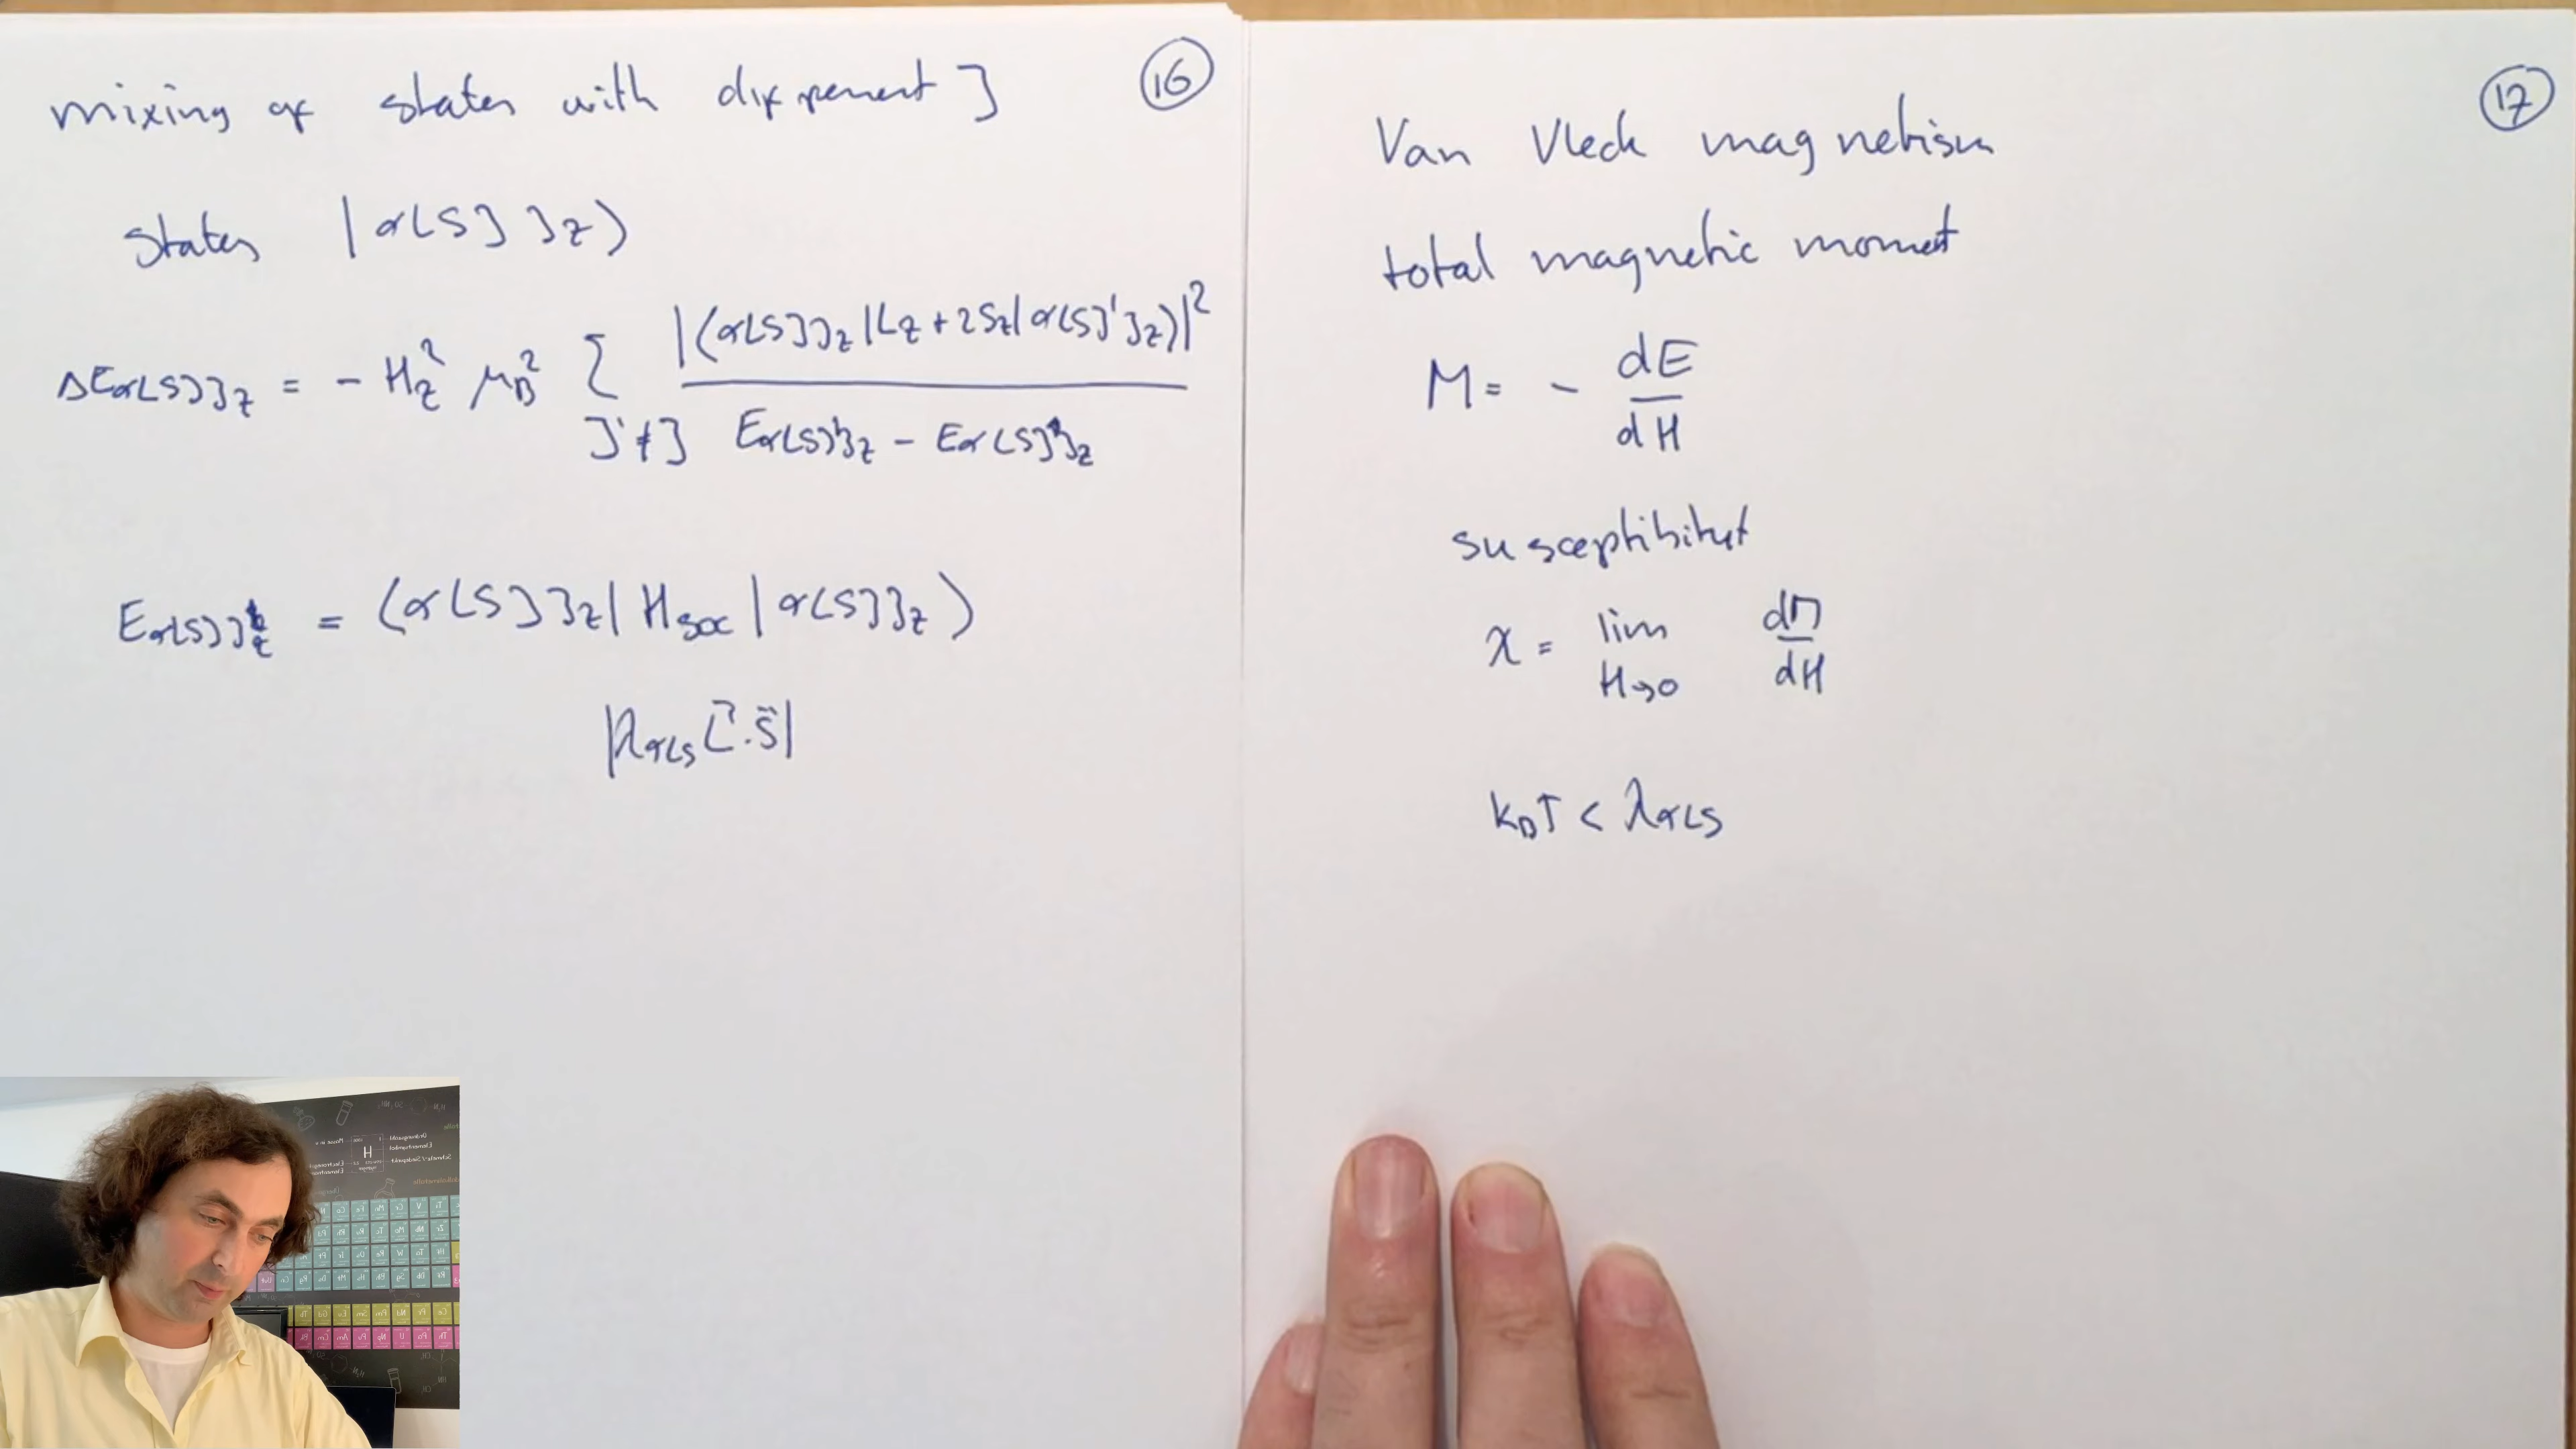 mixing of states with different J
16
states |αLSJJz)
ΔEαLSJJz = - Hz² μB² Σ J'≠J |(αLSJJz|Lz+2Sz|αLSJ'Jz)|² / EαLSJ'Jz - EαLSJJz
EαLSJJz = (αLSJJz|Hsoc|αLSJJz)
|λαLS L⃗.S⃗|
17
Van Vleck magnetism
total magnetic moment
M = - dE/dH
susceptibility
χ = lim H→0 dM/dH
kBT < λαLS
H